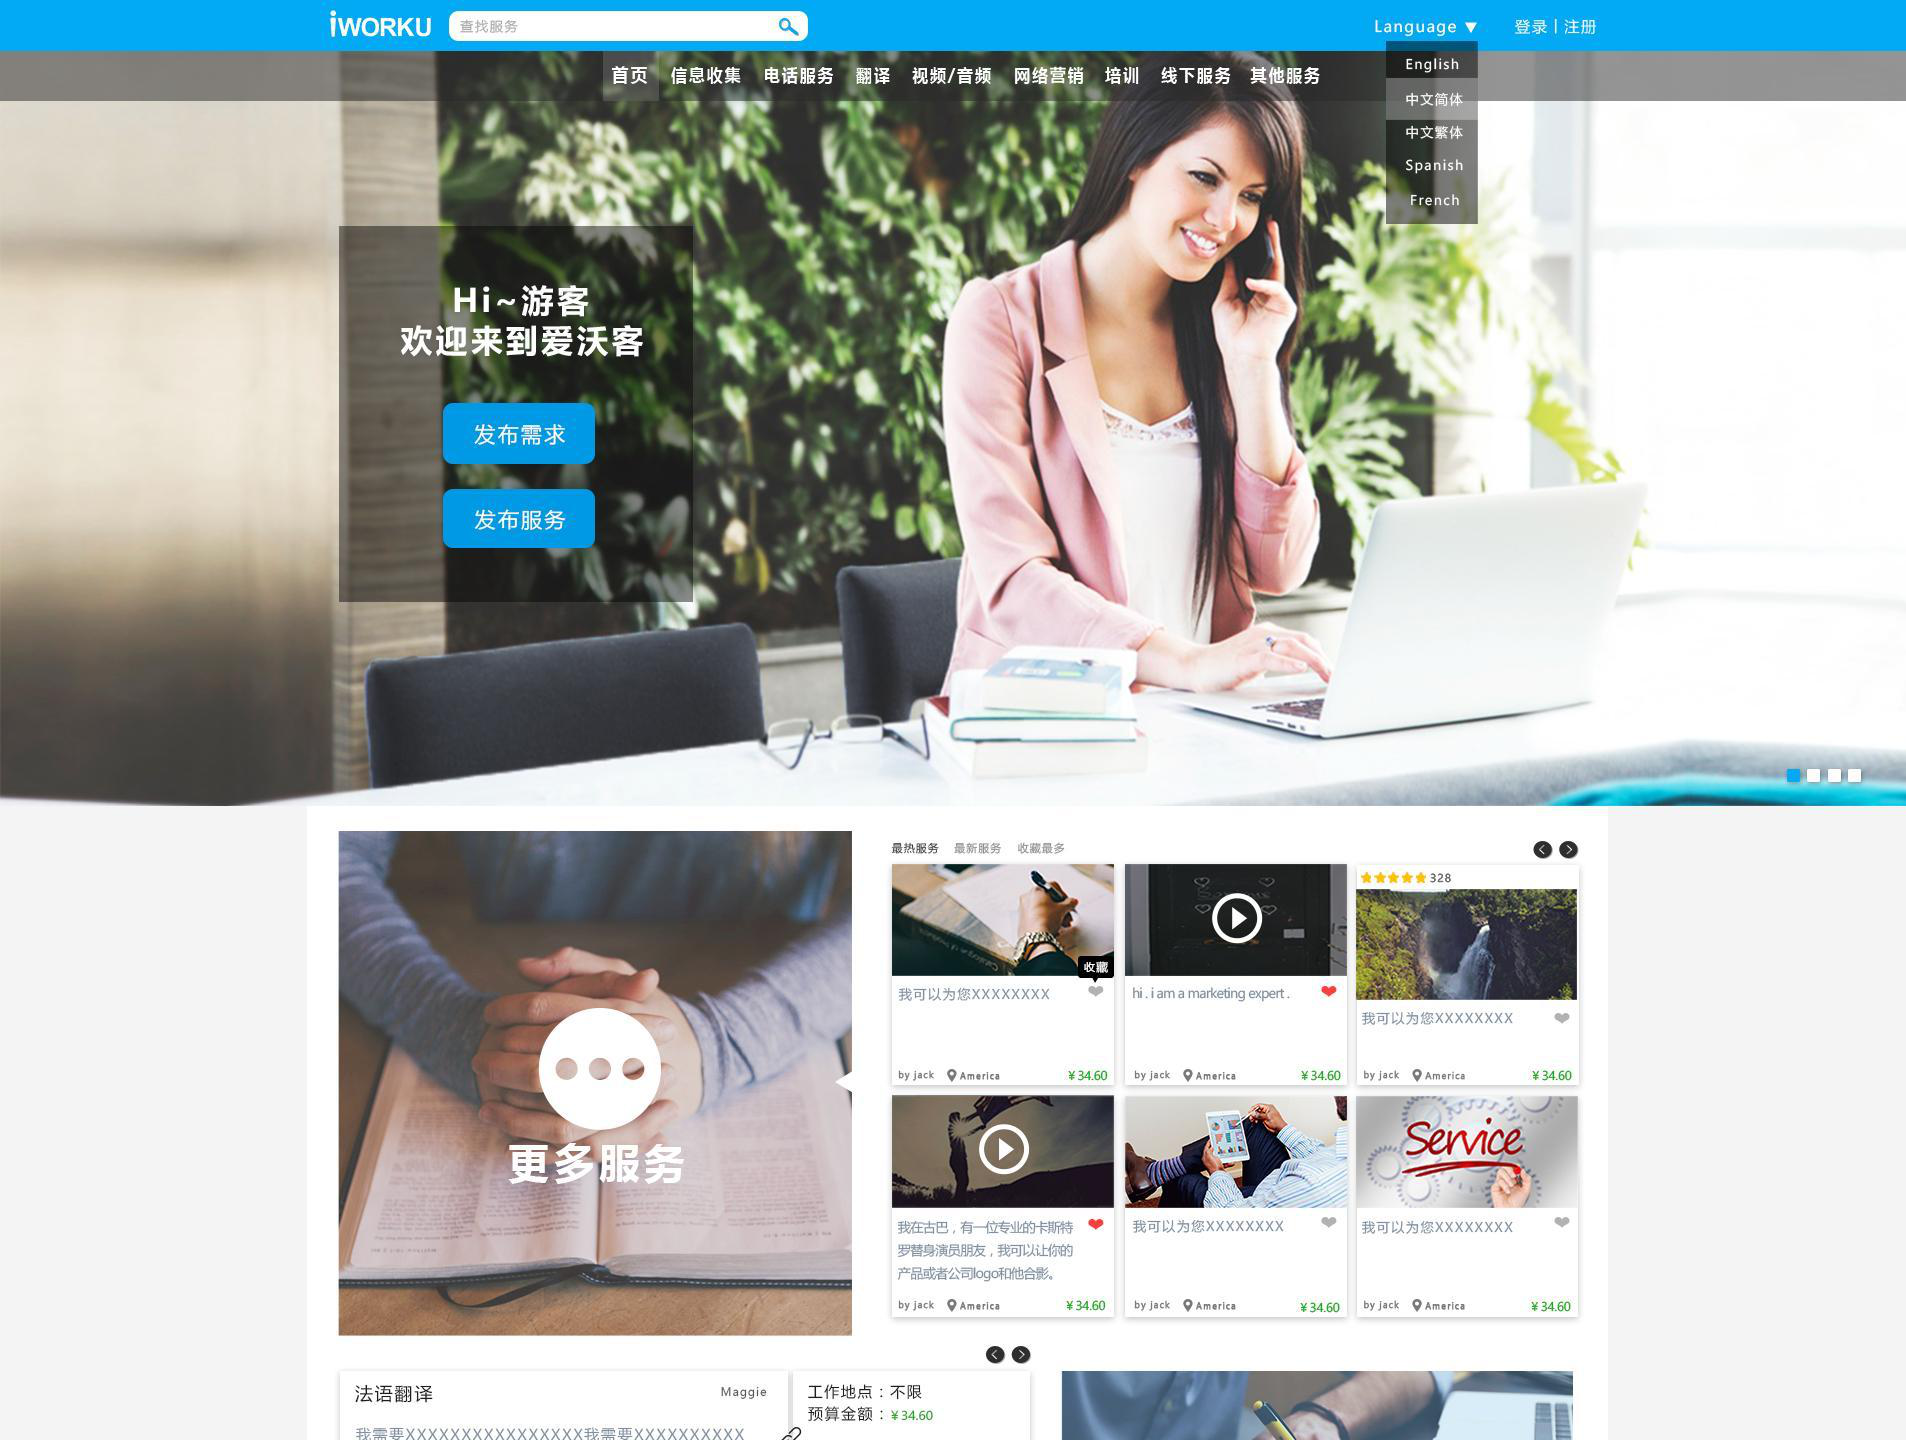 iWORKU
查找服务
Language ▼
登录 | 注册
首页 信息收集 电话服务 翻译 视频/音频 网络营销 培训 线下服务 其他服务
English
中文简体
中文繁体
Spanish
French
Hi~游客
欢迎来到爱沃客
发布需求
发布服务
更多服务
最热服务 最新服务 收藏最多
328
收藏
我可以为您XXXXXXXX
by jack America ¥ 34.60
hi . i am a marketing expert .
by jack America ¥ 34.60
我可以为您XXXXXXXX
by jack America ¥ 34.60
我在古巴，有一位专业的卡斯特
罗替身演员朋友，我可以让你的
产品或者公司logo和他合影。
by jack America ¥ 34.60
我可以为您XXXXXXXX
by jack America ¥ 34.60
Service
我可以为您XXXXXXXX
by jack America ¥ 34.60
法语翻译
Maggie
我需要XXXXXXXXXXXXXXXX我需要XXXXXXXXXX
工作地点：不限
预算金额：¥ 34.60